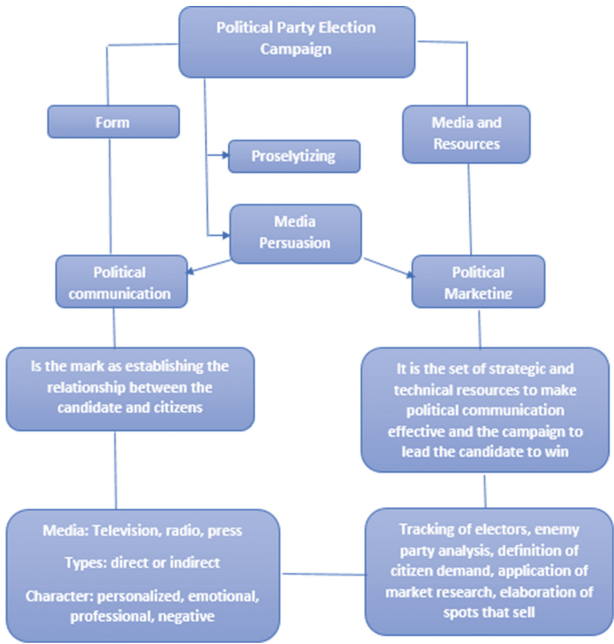 Political Party Election
Campaign
Form
Media and
Resources
Proselytizing
Media
Persuasion
Political
communication
Political
Marketing
Is the mark as establishing the
relationship between the
candidate and citizens
It is the set of strategic and
technical resources to make
political communication
effective and the campaign to
lead the candidate to win
Media: Television, radio, press
Types: direct or indirect
Character: personalized, emotional,
professional, negative
Tracking of electors, enemy
party analysis, definition of
citizen demand, application of
market research, elaboration of
spots that sell